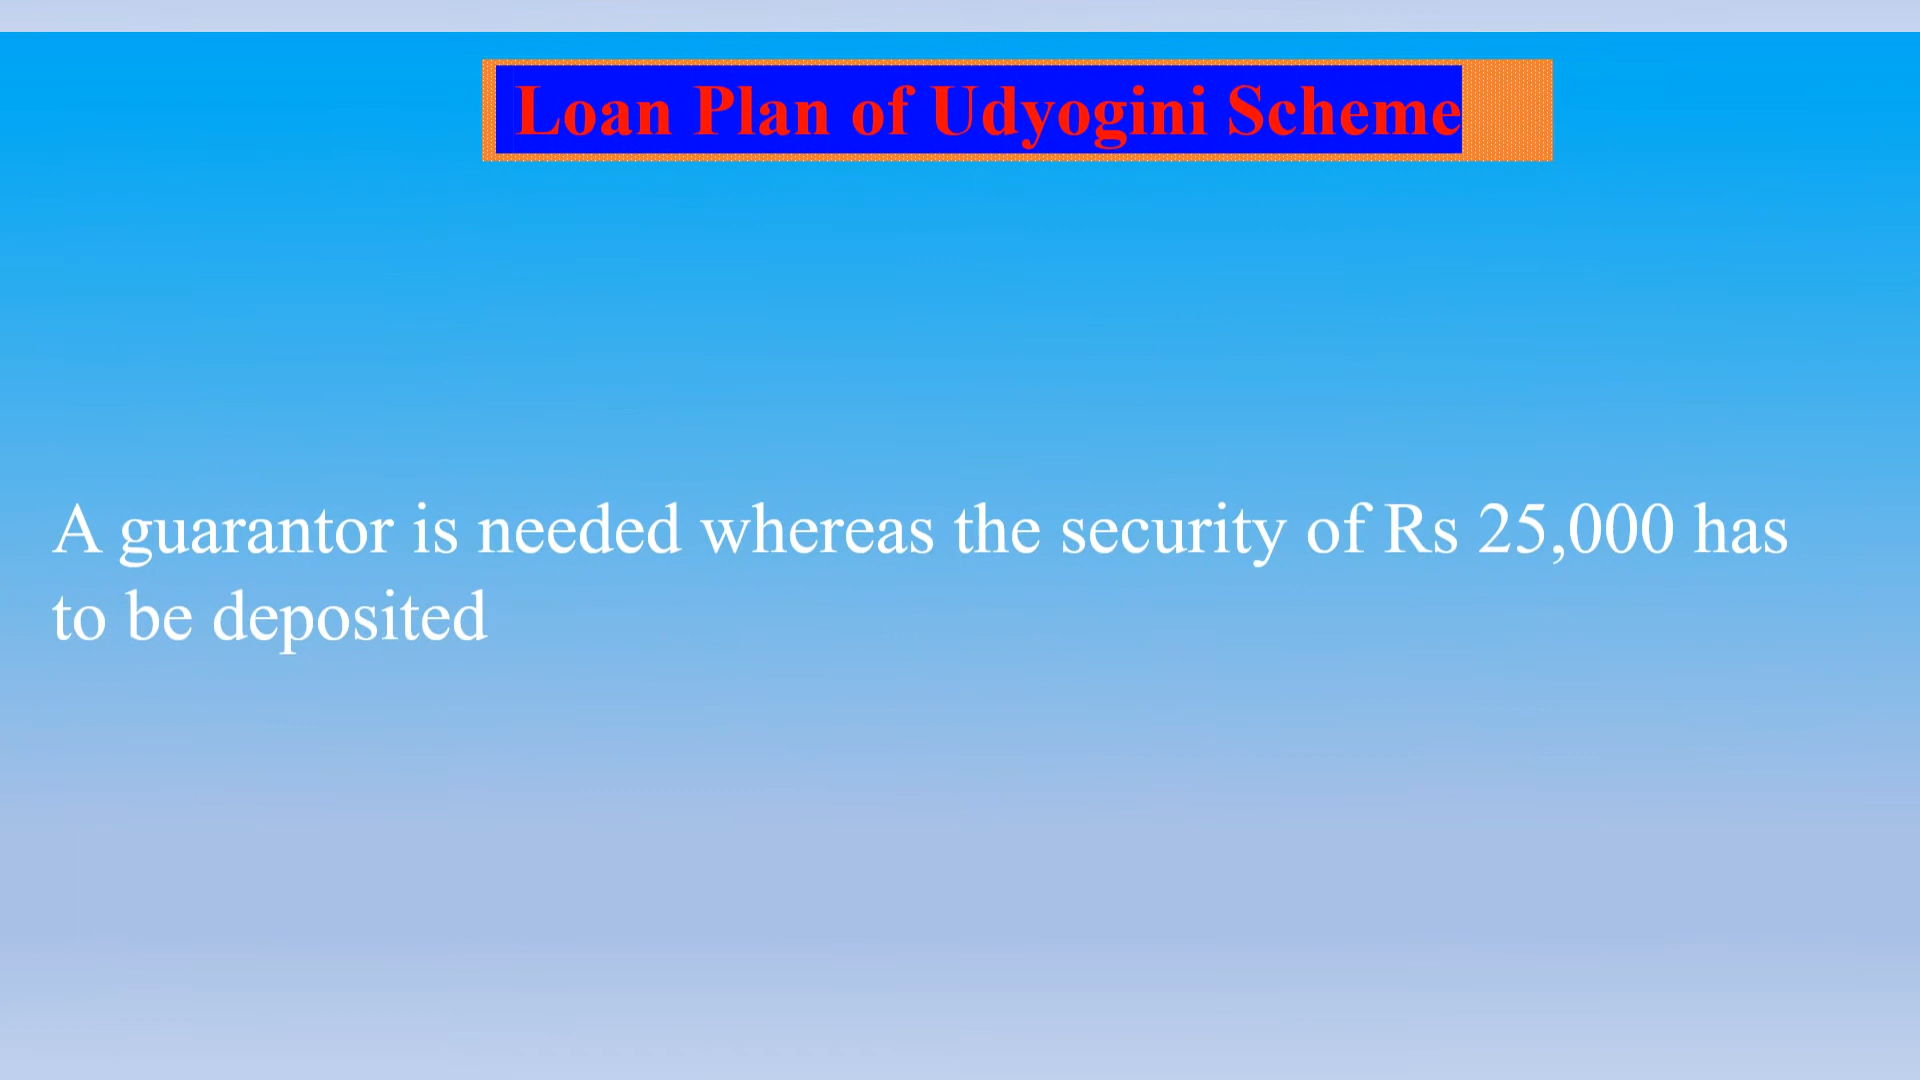 Loan Plan of Udyogini Scheme
A guarantor is needed whereas the security of Rs 25,000 has
to be deposited